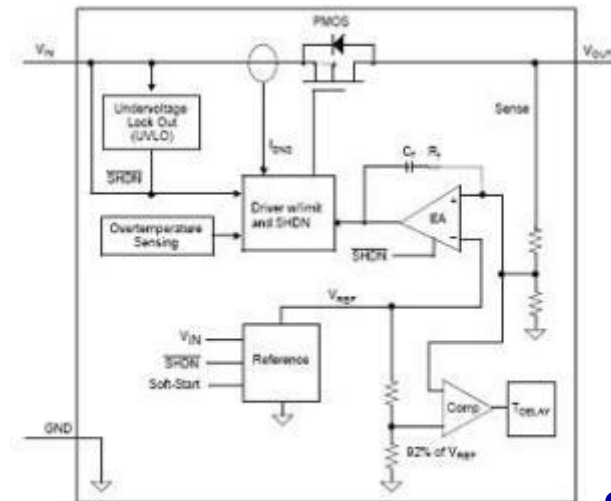 PMOS
VIN
VOUT
Undervoltage
Lock Out
(UVLO)
Sense
ISNS
SHDN
Cf Rf
Driver w/limit
and SHDN
EA
+
−
Overtemperature
Sensing
SHDN
VREF
VIN
SHDN
Soft-Start
Reference
Comp
TDELAY
GND
92% of VREF